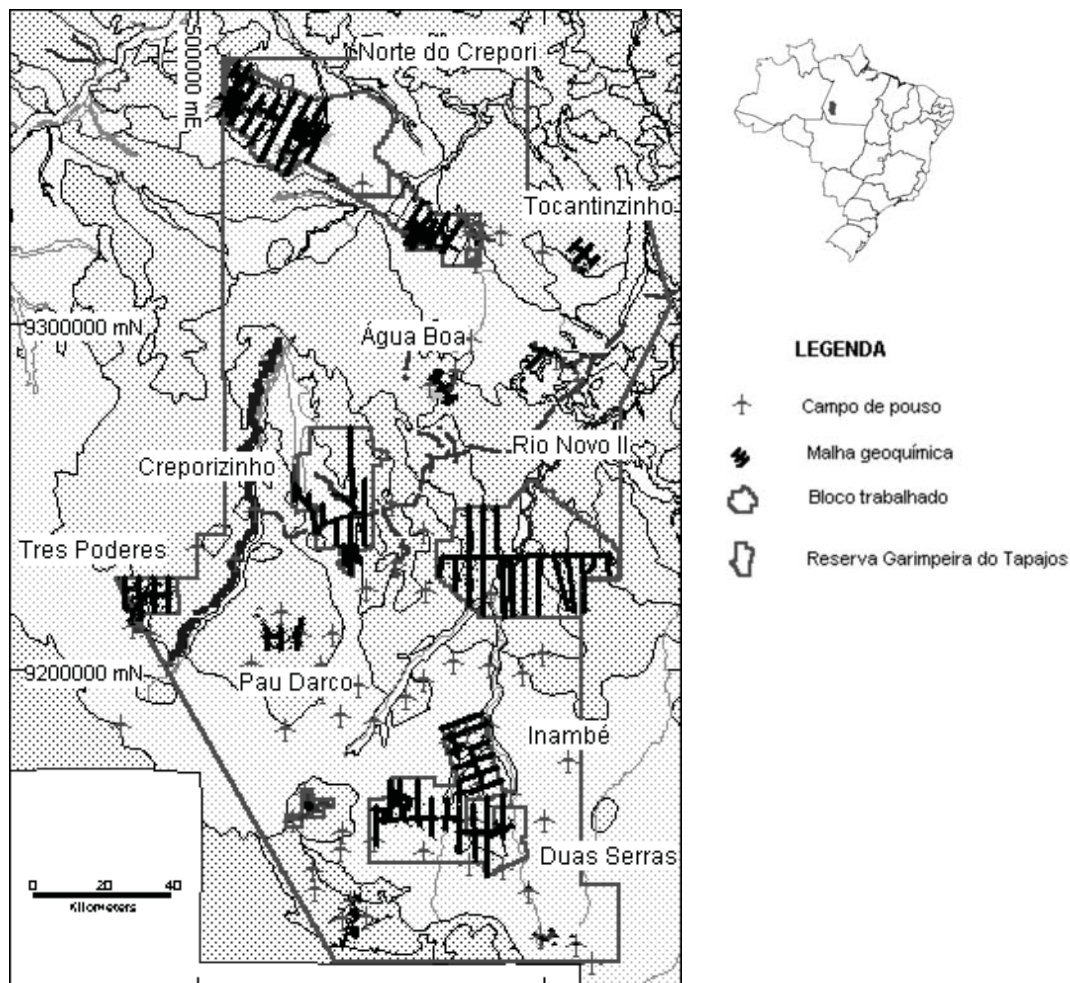 Norte do Crepori
500000 mE
Tocantinzinho
9300000 mN
Água Boa
Rio Novo II
Creporizinho
Tres Poderes
9200000 mN
Pau Darco
Inambé
Duas Serras
0 20 40
Kilometers
LEGENDA
Campo de pouso
Malha geoquímica
Bloco trabalhado
Reserva Garimpeira do Tapajos